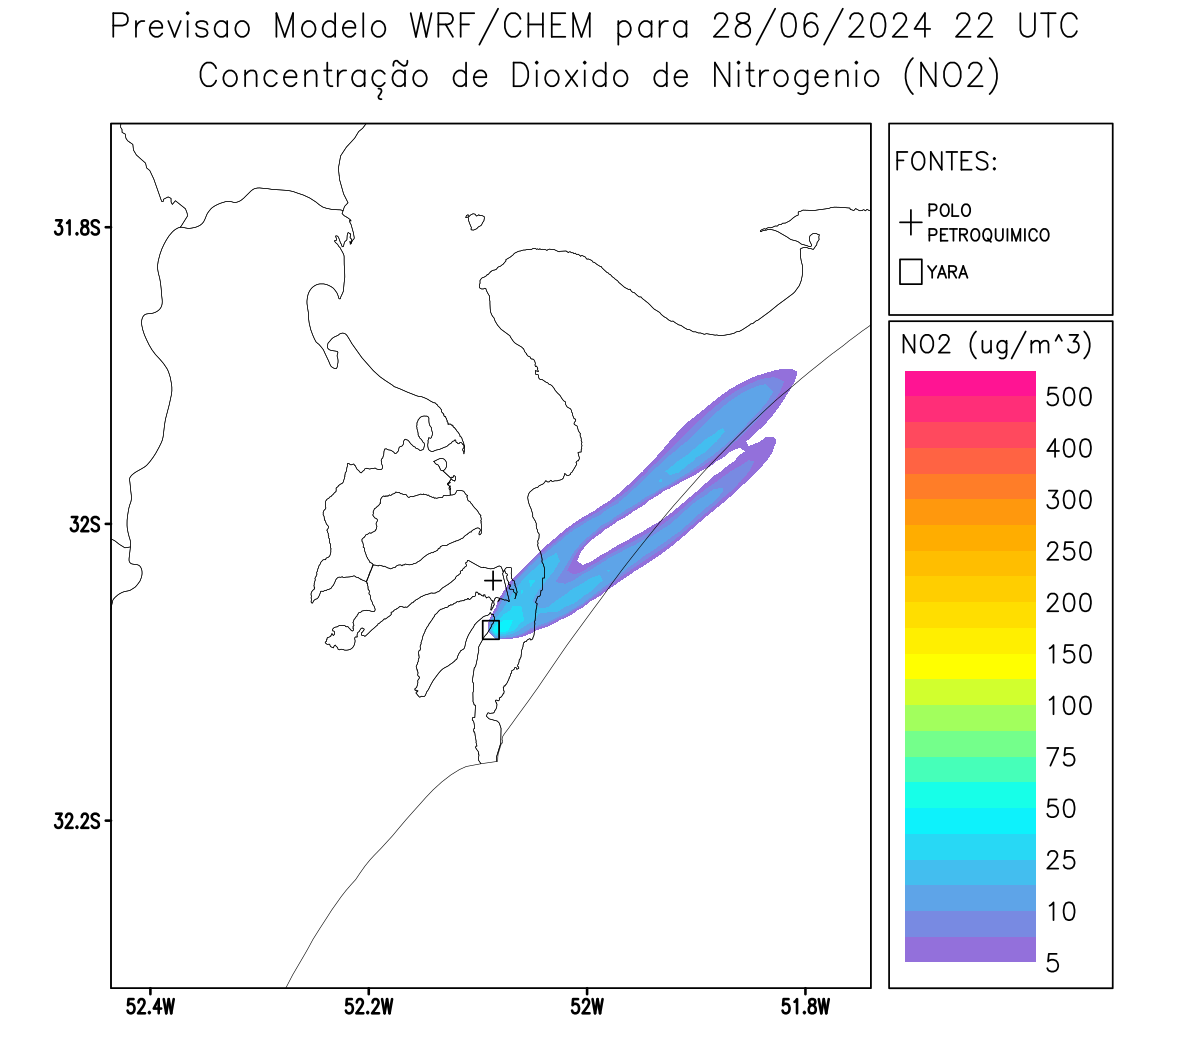 Previsao Modelo WRF/CHEM para 28/06/2024 22 UTC
Concentração de Dioxido de Nitrogenio (NO2)
FONTES:
POLO
PETROQUIMICO
YARA
NO2 (ug/m^3)
500
400
300
250
200
150
100
75
50
25
10
5
31.8S
32S
32.2S
52.4W
52.2W
52W
51.8W